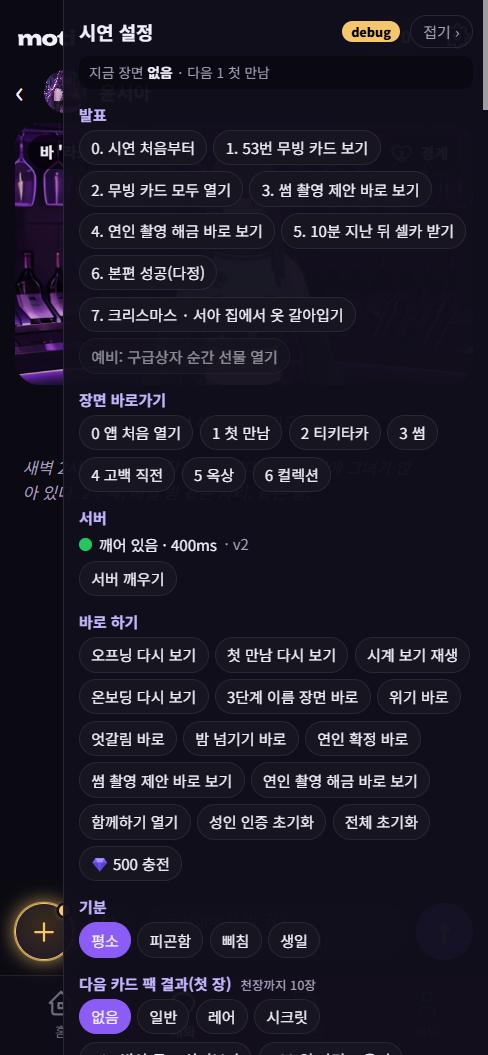 시연 설정
debug
접기 ›
지금 장면 없음 · 다음 1 첫 만남
발표
0. 시연 처음부터
1. 53번 무빙 카드 보기
2. 무빙 카드 모두 열기
3. 썸 촬영 제안 바로 보기
4. 연인 촬영 해금 바로 보기
5. 10분 지난 뒤 셀카 받기
6. 본편 성공(다정)
7. 크리스마스 · 서아 집에서 옷 갈아입기
예비: 구급상자 순간 선물 열기
장면 바로가기
0 앱 처음 열기
1 첫 만남
2 티키타카
3 썸
4 고백 직전
5 옥상
6 컬렉션
서버
깨어 있음 · 400ms · v2
서버 깨우기
바로 하기
오프닝 다시 보기
첫 만남 다시 보기
시계 보기 재생
온보딩 다시 보기
3단계 이름 장면 바로
위기 바로
엇갈림 바로
밤 넘기기 바로
연인 확정 바로
썸 촬영 제안 바로 보기
연인 촬영 해금 바로 보기
함께하기 열기
성인 인증 초기화
전체 초기화
500 충전
기분
평소
피곤함
삐침
생일
다음 카드 팩 결과(첫 장) 천장까지 10장
없음
일반
레어
시크릿